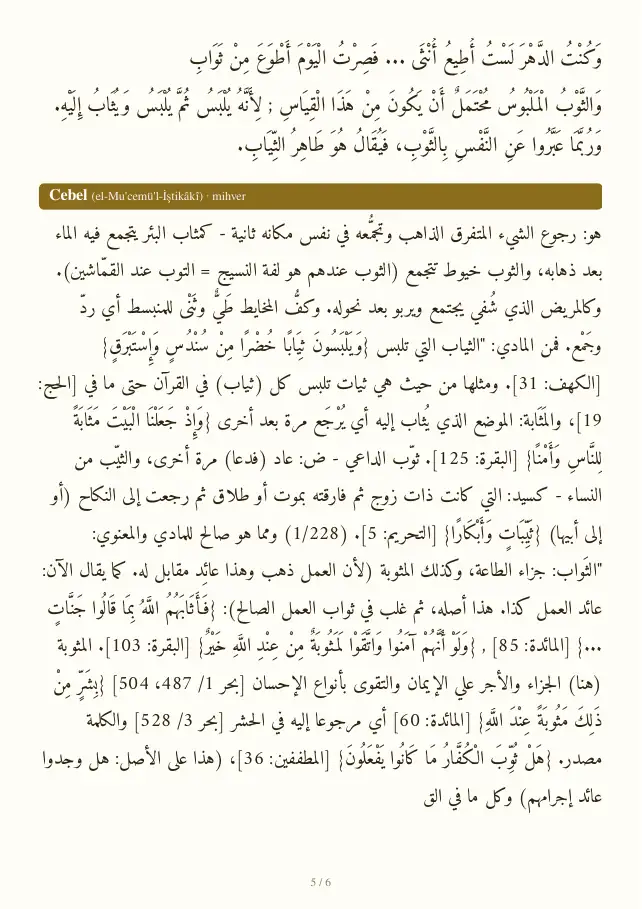 وَكُنْتُ الدَّهْرَ لَسْتُ أُطِيعُ أُنْثَى ... فَصِرْتُ الْيَوْمَ أَطْوَعَ مِنْ ثَوَابِ
وَالثَّوْبُ الْمَلْبُوسُ مُحْتَمَلٌ أَنْ يَكُونَ مِنْ هَذَا الْقِيَاسِ ; لِأَنَّهُ يُلْبَسُ ثُمَّ يُلْبَسُ وَيُثَابُ إِلَيْهِ.
وَرُبَّمَا عَبَّرُوا عَنِ النَّفْسِ بِالثَّوْبِ، فَيُقَالُ هُوَ طَاهِرُ الثِّيَابِ.
Cebel (el-Mu'cemü'l-İştikâkî) · mihver
هو: رجوع الشيء المتفرق الذاهب وتجمُّعه في نفس مكانه ثانية - كمثاب البئر يتجمع فيه الماء
بعد ذهابه، والثوب خيوط تتجمع (الثوب عندهم هو لفة النسيج = التوب عند القمّاشين).
وكالمريض الذي شُفي يجتمع ويربو بعد نحوله. وكفُّ المخايط طَيٌّ وثَنْى للمنبسط أي ردّ
وجَمْع. فمن المادي: "الثياب التي تلبس {وَيَلْبَسُونَ ثِيَابًا خُضْرًا مِنْ سُنْدُسٍ وَإِسْتَبْرَقٍ}
[الكهف: 31]. ومثلها من حيث هي ثيات تلبس كل (ثياب) في القرآن حتى ما في [الحج:
19]، والمَثَابة: الموضع الذي يُثاب إليه أي يُرْجَع مرة بعد أخرى {وَإِذْ جَعَلْنَا الْبَيْتَ مَثَابَةً
لِلنَّاسِ وَأَمْنًا} [البقرة: 125]. ثوّب الداعي - ض: عاد (فدعا) مرة أخرى، والثيّب من
النساء - كسيد: التي كانت ذات زوج ثم فارقته بموت أو طلاق ثم رجعت إلى النكاح (أو
إلى أبيها) {ثَيِّبَاتٍ وَأَبْكَارًا} [التحريم: 5]. (1/228) ومما هو صالح للمادي والمعنوي:
"الثَواب: جزاء الطاعة، وكذلك المثوبة (لأن العمل ذهب وهذا عائِد مقابل له. كما يقال الآن:
عائد العمل كذا. هذا أصله، ثم غلب في ثواب العمل الصالح): {فَأَثَابَهُمُ اللَّهُ بِمَا قَالُوا جَنَّاتٍ
...} [المائدة: 85] , {وَلَوْ أَنَّهُمْ آمَنُوا وَاتَّقَوْا لَمَثُوبَةٌ مِنْ عِنْدِ اللَّهِ خَيْرٌ} [البقرة: 103]. المثوبة
(هنا) الجزاء والأجر علي الإيمان والتقوى بأنواع الإحسان [بحر 1/ 487، 504] {بِشَرٍّ مِنْ
ذَلِكَ مَثُوبَةً عِنْدَ اللَّهِ} [المائدة: 60] أي مرجوعا إليه في الحشر [بحر 3/ 528] والكلمة
مصدر. {هَلْ ثُوِّبَ الْكُفَّارُ مَا كَانُوا يَفْعَلُونَ} [المطففين: 36]، (هذا على الأصل: هل وجدوا
عائد إجرامهم) وكل ما في الق
5 / 6